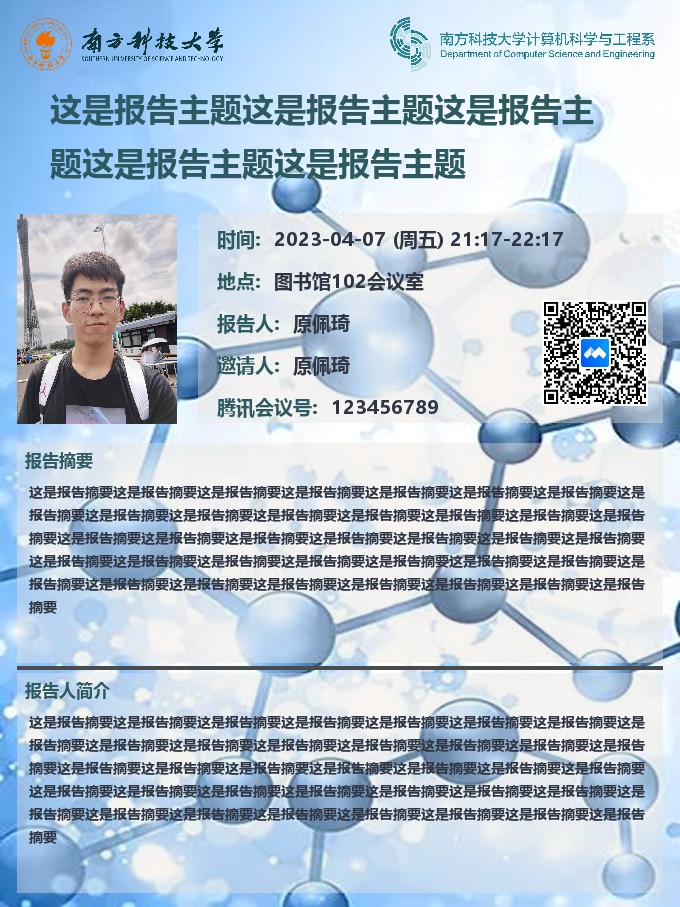 南方科技大学
SOUTHERN UNIVERSITY OF SCIENCE AND TECHNOLOGY
南方科技大学计算机科学与工程系
Department of Computer Science and Engineering
这是报告主题这是报告主题这是报告主
题这是报告主题这是报告主题
时间: 2023-04-07 (周五) 21:17-22:17
地点: 图书馆102会议室
报告人: 原佩琦
邀请人: 原佩琦
腾讯会议号: 123456789
报告摘要
这是报告摘要这是报告摘要这是报告摘要这是报告摘要这是报告摘要这是报告摘要这是报告摘要这是
报告摘要这是报告摘要这是报告摘要这是报告摘要这是报告摘要这是报告摘要这是报告摘要这是报告
摘要这是报告摘要这是报告摘要这是报告摘要这是报告摘要这是报告摘要这是报告摘要这是报告摘要
这是报告摘要这是报告摘要这是报告摘要这是报告摘要这是报告摘要这是报告摘要这是报告摘要这是
报告摘要这是报告摘要这是报告摘要这是报告摘要这是报告摘要这是报告摘要这是报告摘要这是报告
摘要
报告人简介
这是报告摘要这是报告摘要这是报告摘要这是报告摘要这是报告摘要这是报告摘要这是报告摘要这是
报告摘要这是报告摘要这是报告摘要这是报告摘要这是报告摘要这是报告摘要这是报告摘要这是报告
摘要这是报告摘要这是报告摘要这是报告摘要这是报告摘要这是报告摘要这是报告摘要这是报告摘要
这是报告摘要这是报告摘要这是报告摘要这是报告摘要这是报告摘要这是报告摘要这是报告摘要这是
报告摘要这是报告摘要这是报告摘要这是报告摘要这是报告摘要这是报告摘要这是报告摘要这是报告
摘要